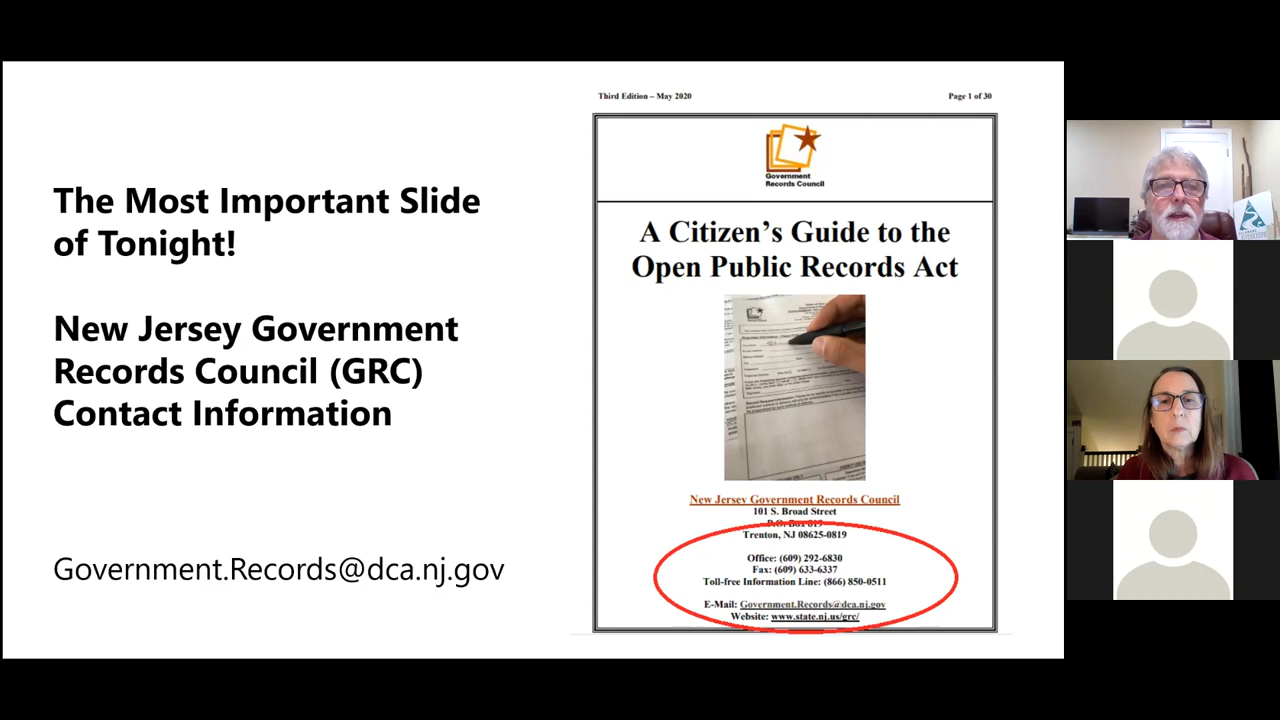 The Most Important Slide
of Tonight!
New Jersey Government
Records Council (GRC)
Contact Information
Government.Records@dca.nj.gov
Third Edition – May 2020
Page 1 of 30
Government
Records Council
A Citizen's Guide to the
Open Public Records Act
New Jersey Government Records Council
101 S. Broad Street
P.O. Box 819
Trenton, NJ 08625-0819
Office: (609) 292-6830
Fax: (609) 633-6337
Toll-free Information Line: (866) 850-0511
E-Mail: Government.Records@dca.nj.gov
Website: www.state.nj.us/grc/